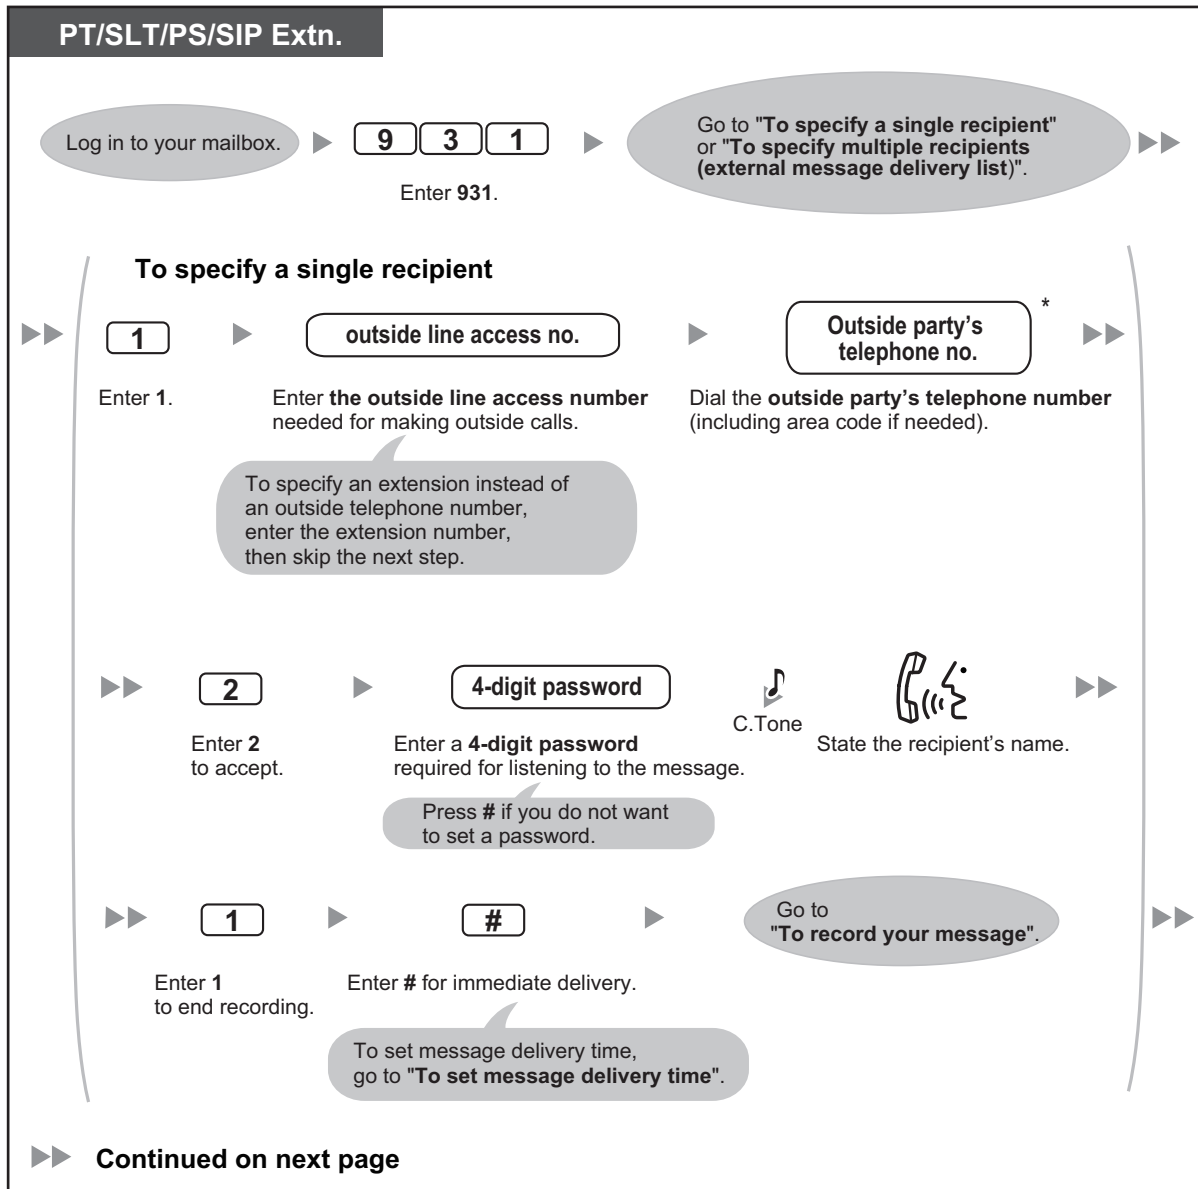 PT/SLT/PS/SIP Extn.
Log in to your mailbox.
9 3 1
Enter 931.
Go to "To specify a single recipient"
or "To specify multiple recipients
(external message delivery list)".
To specify a single recipient
1
Enter 1.
outside line access no.
Enter the outside line access number
needed for making outside calls.
To specify an extension instead of
an outside telephone number,
enter the extension number,
then skip the next step.
Outside party's
telephone no.
*
Dial the outside party's telephone number
(including area code if needed).
2
Enter 2
to accept.
4-digit password
Enter a 4-digit password
required for listening to the message.
Press # if you do not want
to set a password.
C.Tone
State the recipient's name.
1
Enter 1
to end recording.
#
Enter # for immediate delivery.
To set message delivery time,
go to "To set message delivery time".
Go to
"To record your message".
Continued on next page